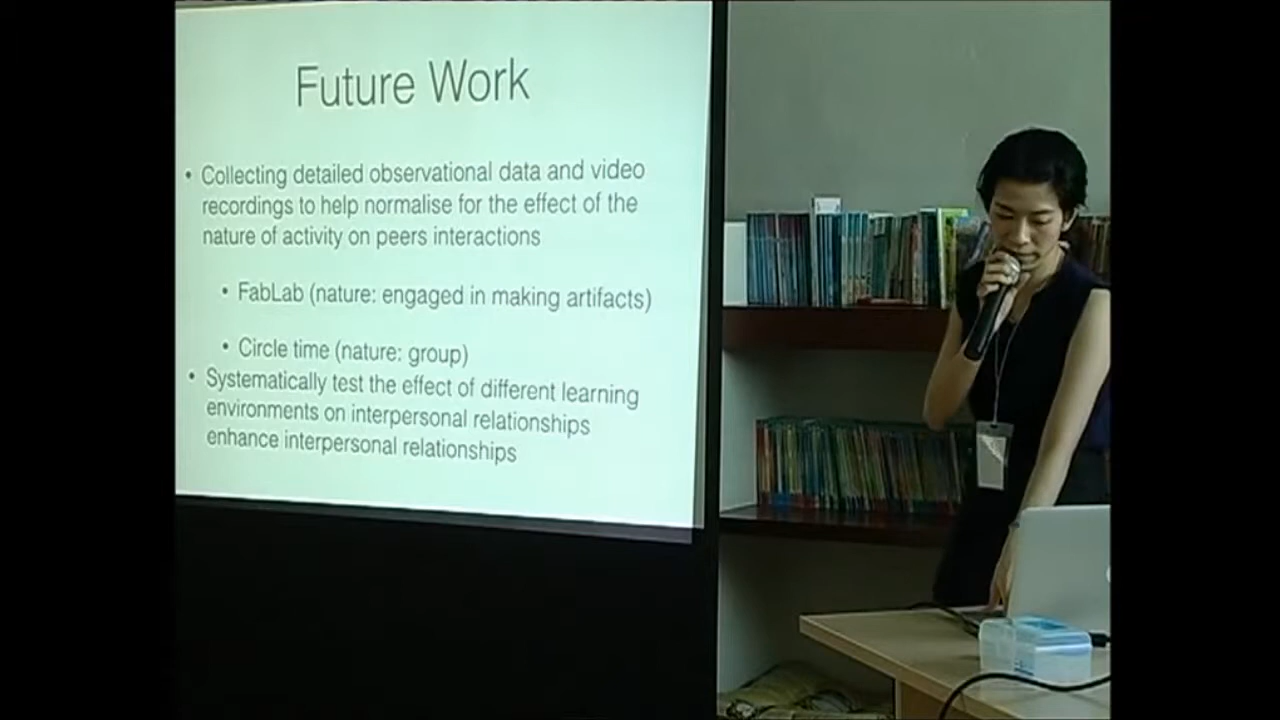 Future Work
• Collecting detailed observational data and video
recordings to help normalise for the effect of the
nature of activity on peers interactions
• FabLab (nature: engaged in making artifacts)
• Circle time (nature: group)
• Systematically test the effect of different learning
environments on interpersonal relationships
enhance interpersonal relationships